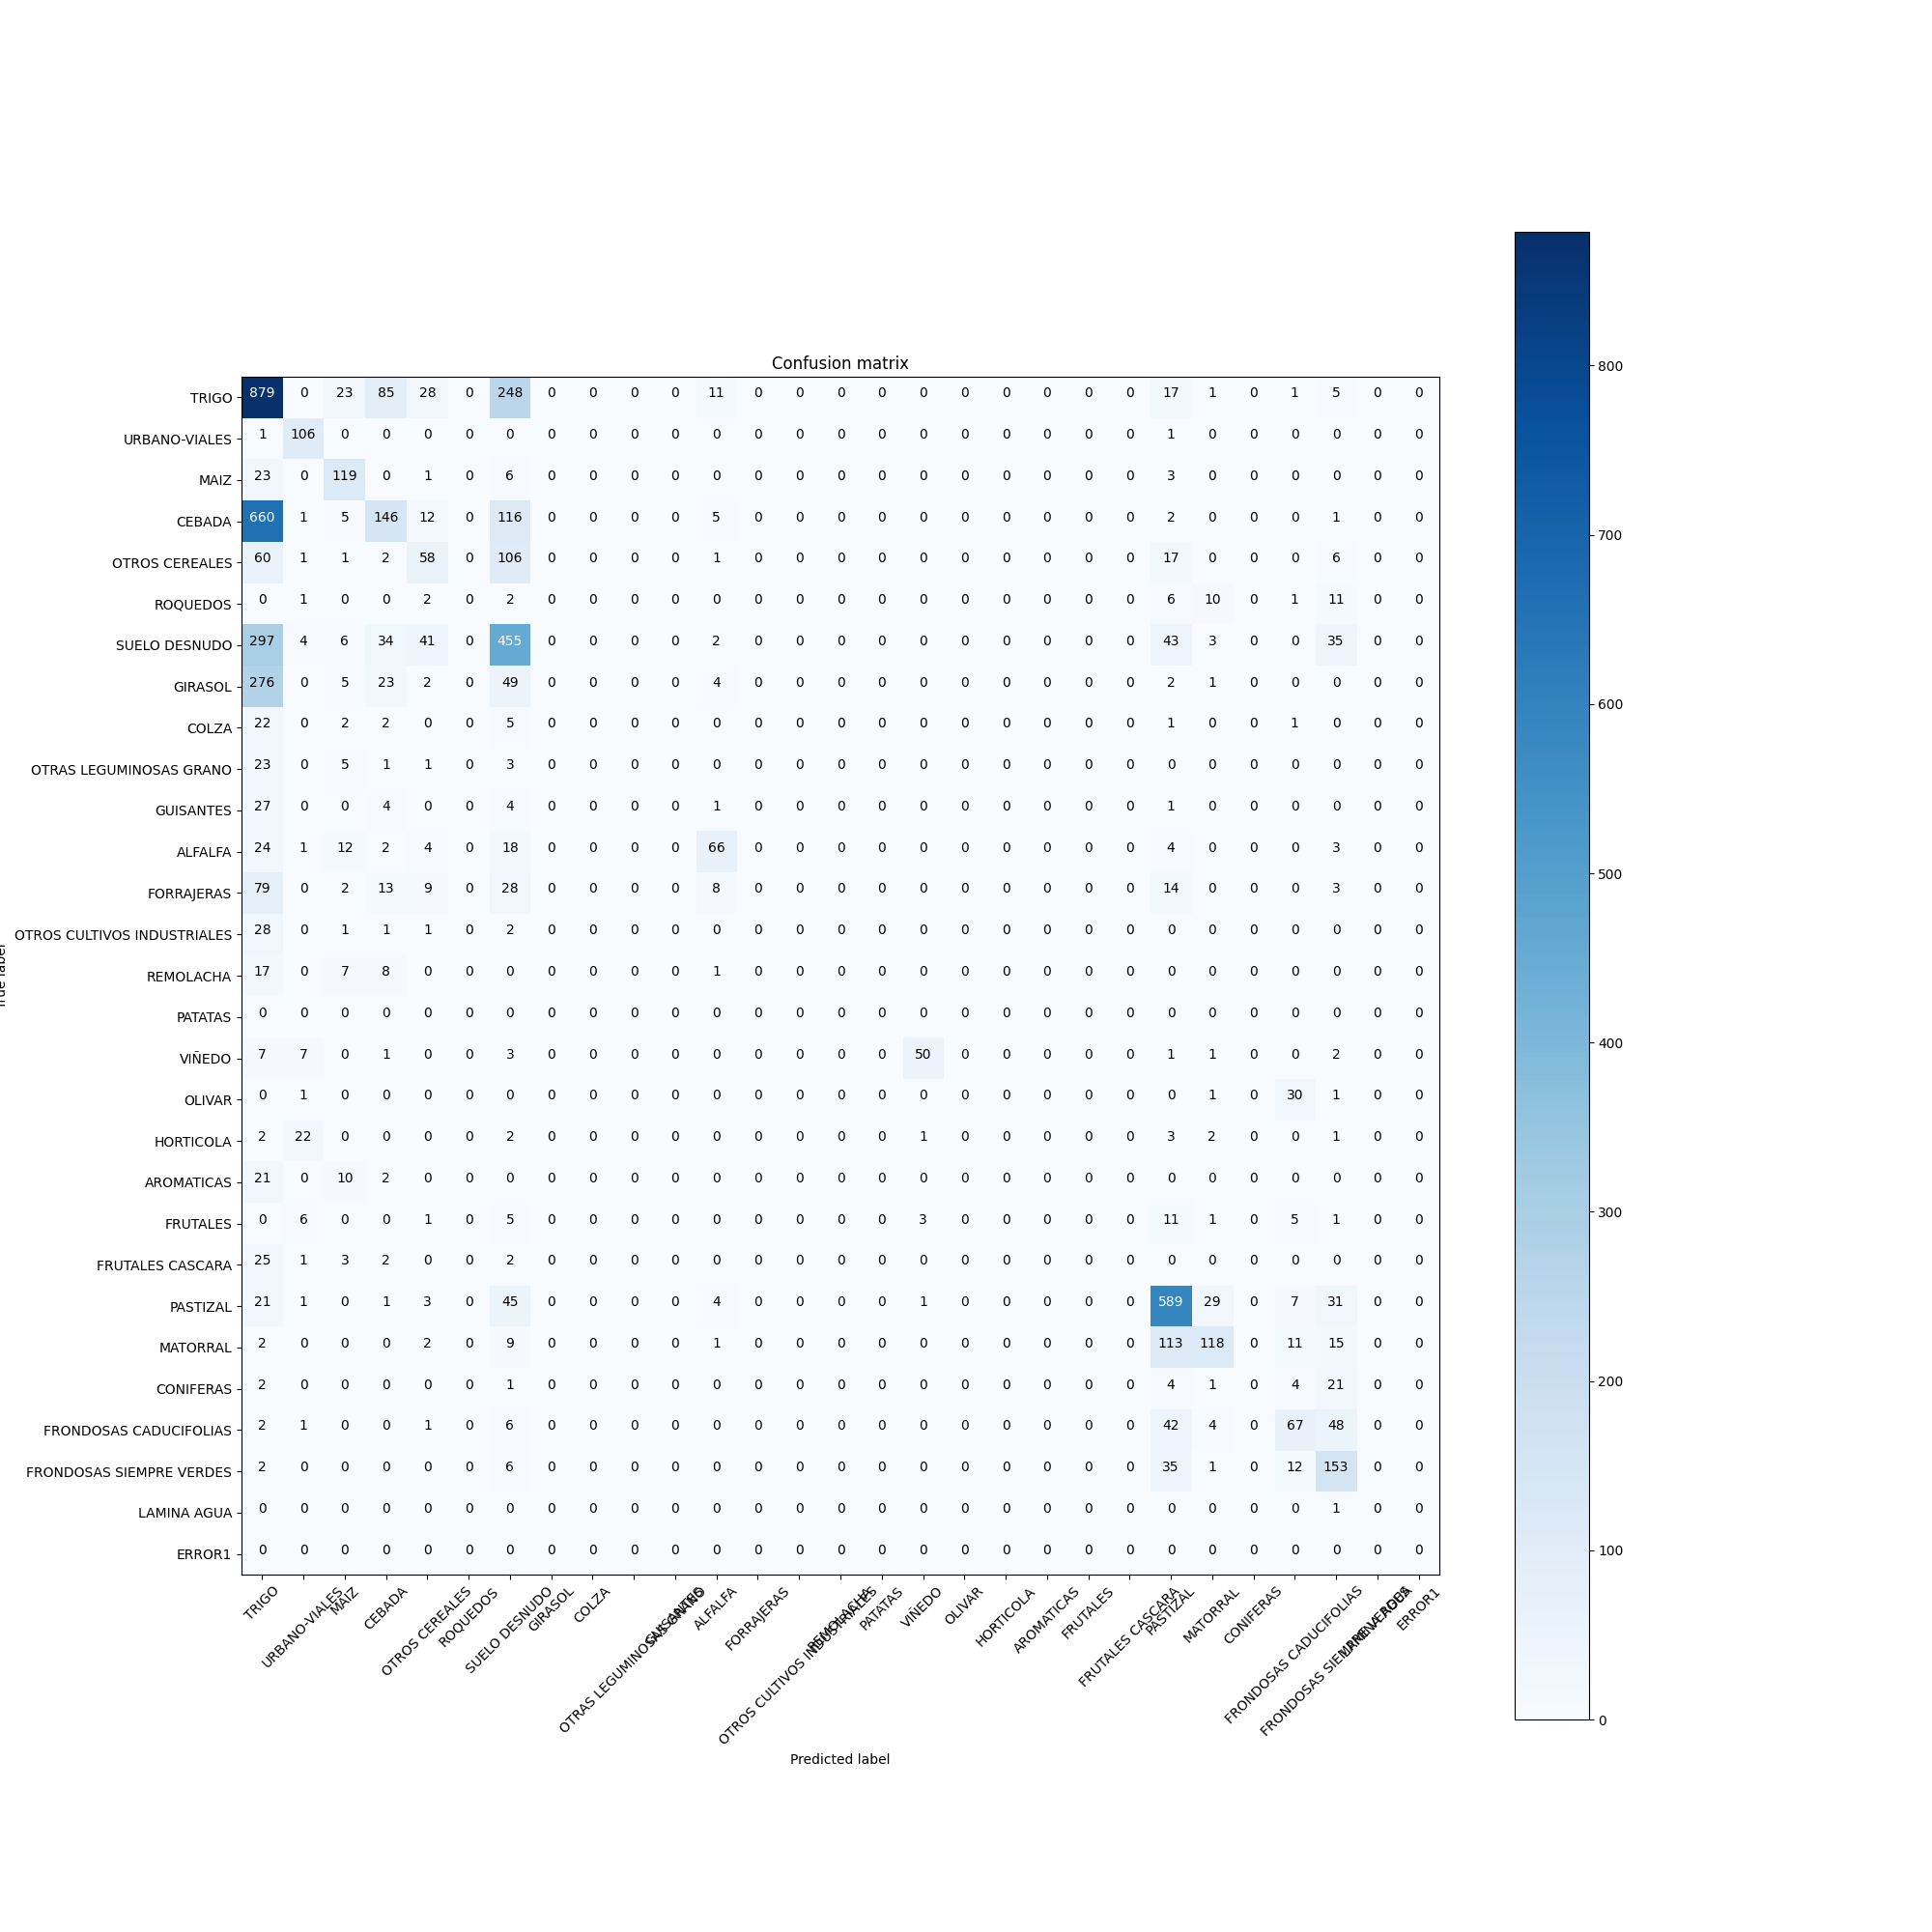 Confusion matrix
TRIGO 879 0 23 85 28 0 248 0 0 0 0 11 0 0 0 0 0 0 0 0 0 0 17 1 0 1 5 0 0
URBANO-VIALES 1 106 0 0 0 0 0 0 0 0 0 0 0 0 0 0 0 0 0 0 0 0 1 0 0 0 0 0 0
MAIZ 23 0 119 0 1 0 6 0 0 0 0 0 0 0 0 0 0 0 0 0 0 0 3 0 0 0 0 0 0
CEBADA 660 1 5 146 12 0 116 0 0 0 0 5 0 0 0 0 0 0 0 0 0 0 2 0 0 0 1 0 0
OTROS CEREALES 60 1 1 2 58 0 106 0 0 0 0 1 0 0 0 0 0 0 0 0 0 0 17 0 0 0 6 0 0
ROQUEDOS 0 1 0 0 2 0 2 0 0 0 0 0 0 0 0 0 0 0 0 0 0 0 6 10 0 1 11 0 0
SUELO DESNUDO 297 4 6 34 41 0 455 0 0 0 0 2 0 0 0 0 0 0 0 0 0 0 43 3 0 0 35 0 0
GIRASOL 276 0 5 23 2 0 49 0 0 0 0 4 0 0 0 0 0 0 0 0 0 0 2 1 0 0 0 0 0
COLZA 22 0 2 2 0 0 5 0 0 0 0 0 0 0 0 0 0 0 0 0 0 0 1 0 0 1 0 0 0
OTRAS LEGUMINOSAS GRANO 23 0 5 1 1 0 3 0 0 0 0 0 0 0 0 0 0 0 0 0 0 0 0 0 0 0 0 0 0
GUISANTES 27 0 0 4 0 0 4 0 0 0 0 1 0 0 0 0 0 0 0 0 0 0 1 0 0 0 0 0 0
ALFALFA 24 1 12 2 4 0 18 0 0 0 0 66 0 0 0 0 0 0 0 0 0 0 4 0 0 0 3 0 0
FORRAJERAS 79 0 2 13 9 0 28 0 0 0 0 8 0 0 0 0 0 0 0 0 0 0 14 0 0 0 3 0 0
OTROS CULTIVOS INDUSTRIALES 28 0 1 1 1 0 2 0 0 0 0 0 0 0 0 0 0 0 0 0 0 0 0 0 0 0 0 0 0
REMOLACHA 17 0 7 8 0 0 0 0 0 0 0 1 0 0 0 0 0 0 0 0 0 0 0 0 0 0 0 0 0
PATATAS 0 0 0 0 0 0 0 0 0 0 0 0 0 0 0 0 0 0 0 0 0 0 0 0 0 0 0 0 0
VIÑEDO 7 7 0 1 0 0 3 0 0 0 0 0 0 0 0 0 50 0 0 0 0 0 1 1 0 0 2 0 0
OLIVAR 0 1 0 0 0 0 0 0 0 0 0 0 0 0 0 0 0 0 0 0 0 0 0 1 0 30 1 0 0
HORTICOLA 2 22 0 0 0 0 2 0 0 0 0 0 0 0 0 0 1 0 0 0 0 0 3 2 0 0 1 0 0
AROMATICAS 21 0 10 2 0 0 0 0 0 0 0 0 0 0 0 0 0 0 0 0 0 0 0 0 0 0 0 0 0
FRUTALES 0 6 0 0 1 0 5 0 0 0 0 0 0 0 0 0 3 0 0 0 0 0 11 1 0 5 1 0 0
FRUTALES CASCARA 25 1 3 2 0 0 2 0 0 0 0 0 0 0 0 0 0 0 0 0 0 0 0 0 0 0 0 0 0
PASTIZAL 21 1 0 1 3 0 45 0 0 0 0 4 0 0 0 0 1 0 0 0 0 0 589 29 0 7 31 0 0
MATORRAL 2 0 0 0 2 0 9 0 0 0 0 1 0 0 0 0 0 0 0 0 0 0 113 118 0 11 15 0 0
CONIFERAS 2 0 0 0 0 0 1 0 0 0 0 0 0 0 0 0 0 0 0 0 0 0 4 1 0 4 21 0 0
FRONDOSAS CADUCIFOLIAS 2 1 0 0 1 0 6 0 0 0 0 0 0 0 0 0 0 0 0 0 0 0 42 4 0 67 48 0 0
FRONDOSAS SIEMPRE VERDES 2 0 0 0 0 0 6 0 0 0 0 0 0 0 0 0 0 0 0 0 0 0 35 1 0 12 153 0 0
LAMINA AGUA 0 0 0 0 0 0 0 0 0 0 0 0 0 0 0 0 0 0 0 0 0 0 0 0 0 0 1 0 0
ERROR1 0 0 0 0 0 0 0 0 0 0 0 0 0 0 0 0 0 0 0 0 0 0 0 0 0 0 0 0 0
TRIGO
URBANO-VIALES
MAIZ
CEBADA
OTROS CEREALES
ROQUEDOS
SUELO DESNUDO
GIRASOL
COLZA
OTRAS LEGUMINOSAS GRANO
GUISANTES
ALFALFA
FORRAJERAS
OTROS CULTIVOS INDUSTRIALES
REMOLACHA
PATATAS
VIÑEDO
OLIVAR
HORTICOLA
AROMATICAS
FRUTALES
FRUTALES CASCARA
PASTIZAL
MATORRAL
CONIFERAS
FRONDOSAS CADUCIFOLIAS
FRONDOSAS SIEMPRE VERDES
LAMINA AGUA
ERROR1
Predicted label
800
700
600
500
400
300
200
100
0